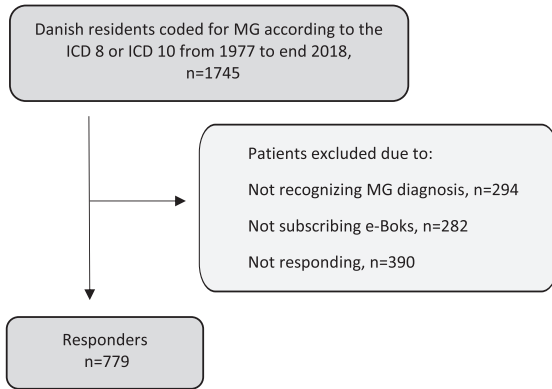 Danish residents coded for MG according to the
ICD 8 or ICD 10 from 1977 to end 2018,
n=1745
Patients excluded due to:
Not recognizing MG diagnosis, n=294
Not subscribing e-Boks, n=282
Not responding, n=390
Responders
n=779